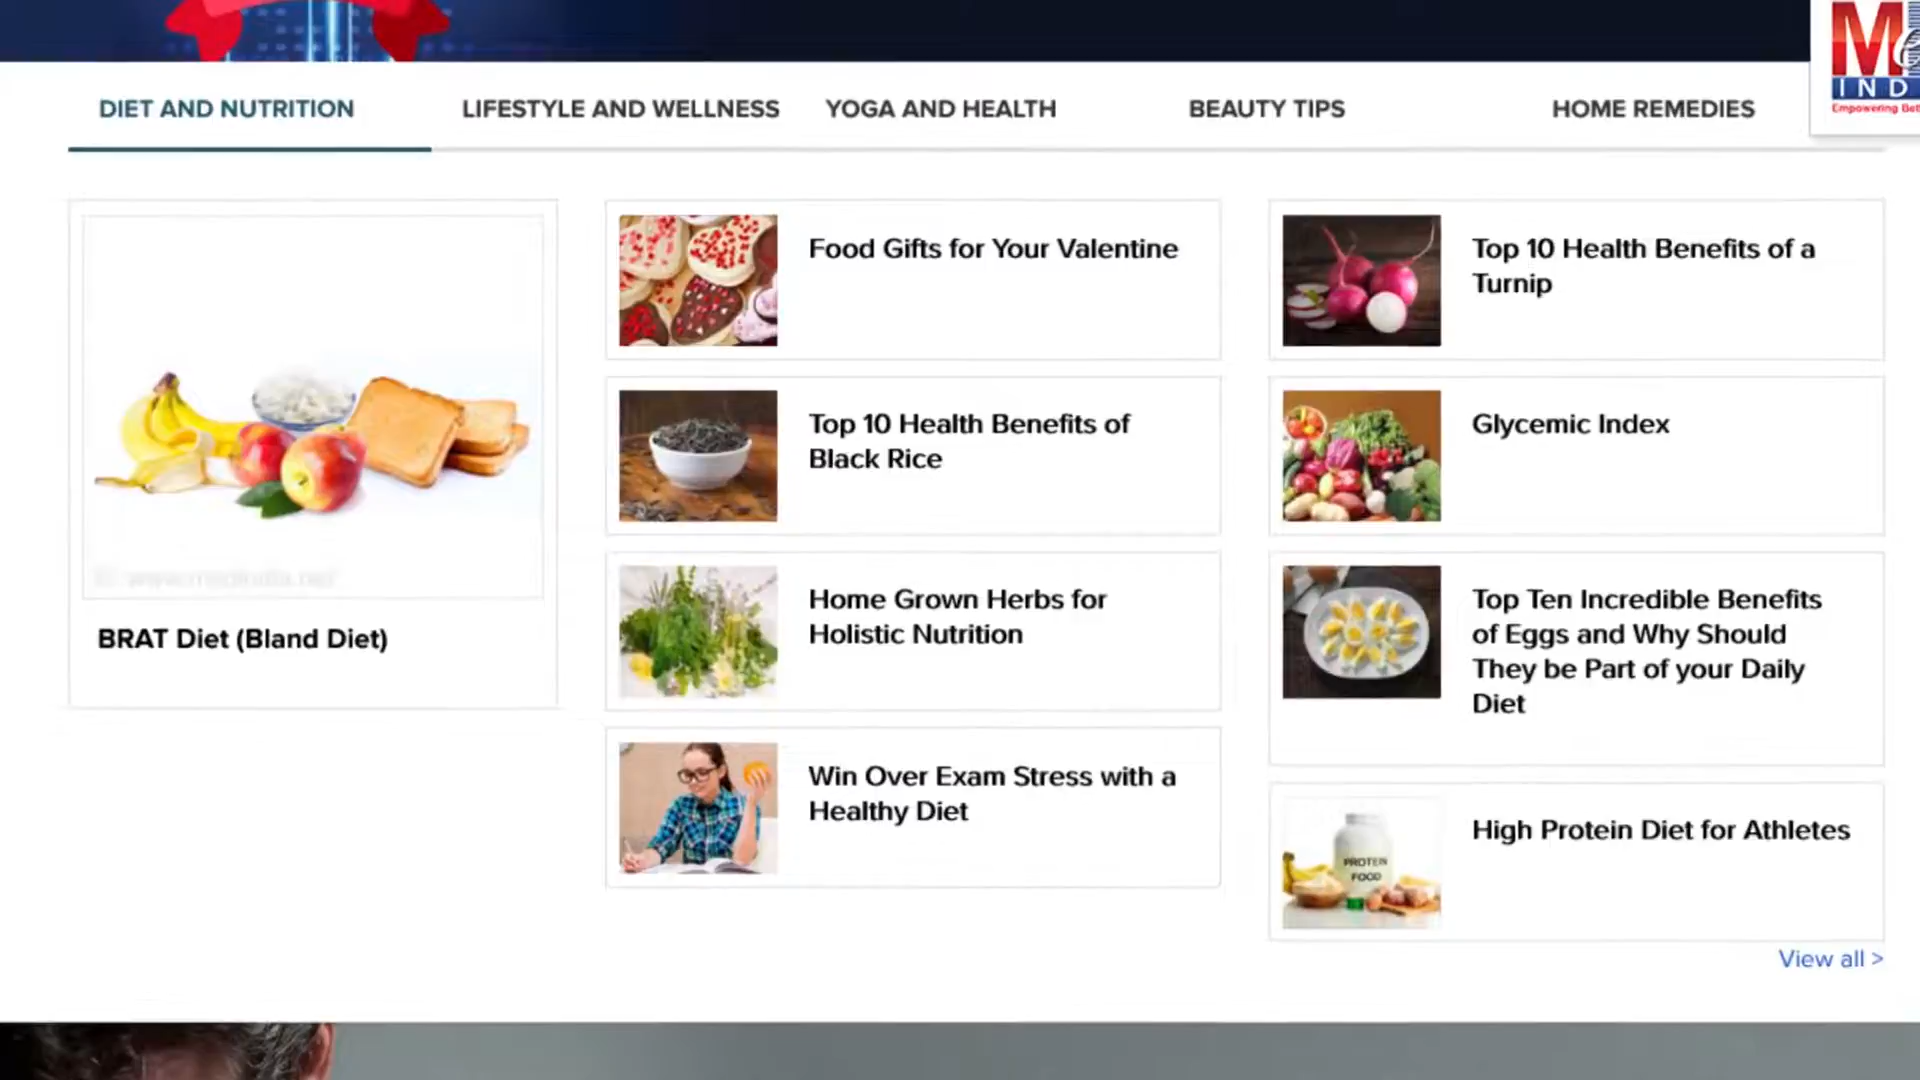 DIET AND NUTRITION
LIFESTYLE AND WELLNESS
YOGA AND HEALTH
BEAUTY TIPS
HOME REMEDIES
IND
Empowering
BRAT Diet (Bland Diet)
Food Gifts for Your Valentine
Top 10 Health Benefits of
Black Rice
Home Grown Herbs for
Holistic Nutrition
Win Over Exam Stress with a
Healthy Diet
Top 10 Health Benefits of a
Turnip
Glycemic Index
Top Ten Incredible Benefits
of Eggs and Why Should
They be Part of your Daily
Diet
PROTEIN
FOOD
High Protein Diet for Athletes
View all >